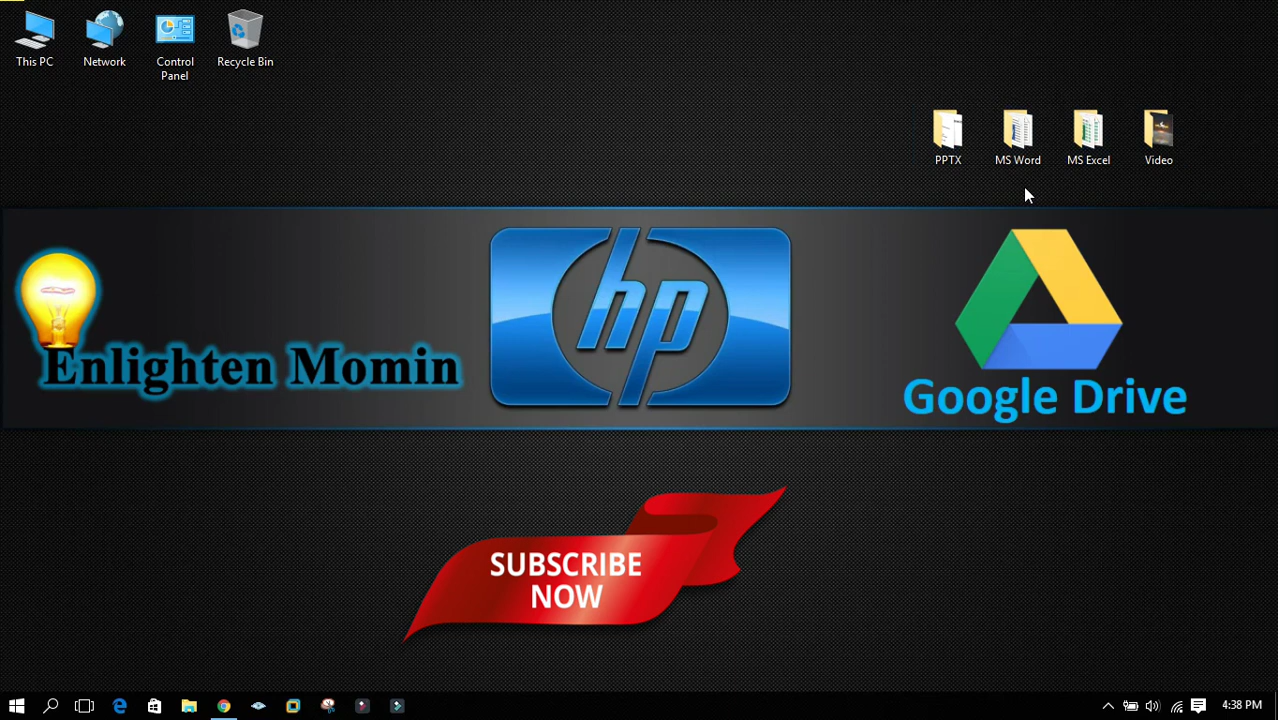 This PC
Network
Control
Panel
Recycle Bin
PPTX
MS Word
MS Excel
Video
Enlighten Momin
hp
Google Drive
SUBSCRIBE
NOW
4:38 PM